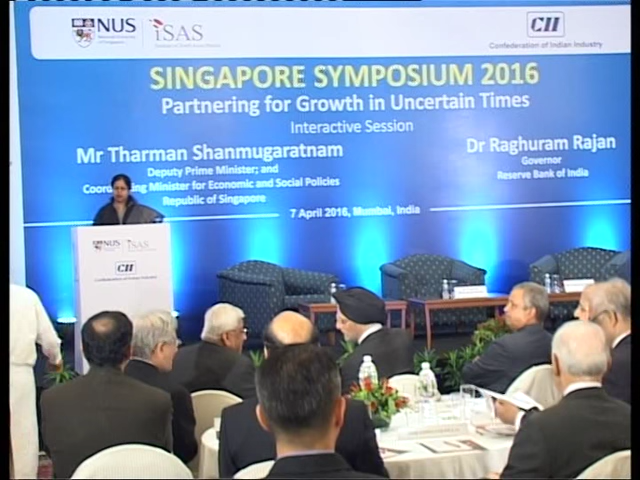 NUS
iSAS
CII
Confederation of Indian Industry
SINGAPORE SYMPOSIUM 2016
Partnering for Growth in Uncertain Times
Interactive Session
Mr Tharman Shanmugaratnam
Deputy Prime Minister; and
Minister for Economic and Social Policies
Republic of Singapore
Dr Raghuram Rajan
Governor
Reserve Bank of India
7 April 2016, Mumbai, India
NUS
iSAS
CII